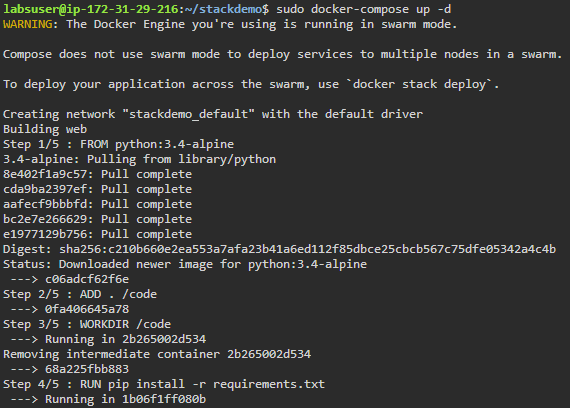 labsuser@ip-172-31-29-216:~/stackdemo$ sudo docker-compose up -d
WARNING: The Docker Engine you're using is running in swarm mode.
Compose does not use swarm mode to deploy services to multiple nodes in a swarm.
To deploy your application across the swarm, use `docker stack deploy`.
Creating network "stackdemo_default" with the default driver
Building web
Step 1/5 : FROM python:3.4-alpine
3.4-alpine: Pulling from library/python
8e402f1a9c57: Pull complete
cda9ba2397ef: Pull complete
aafecf9bbbfd: Pull complete
bc2e7e266629: Pull complete
e1977129b756: Pull complete
Digest: sha256:c210b660e2ea553a7afa23b41a6ed112f85dbce25cbcb567c75dfe05342a4c4b
Status: Downloaded newer image for python:3.4-alpine
 ---> c06adcf62f6e
Step 2/5 : ADD . /code
 ---> 0fa406645a78
Step 3/5 : WORKDIR /code
 ---> Running in 2b265002d534
Removing intermediate container 2b265002d534
 ---> 68a225fbb883
Step 4/5 : RUN pip install -r requirements.txt
 ---> Running in 1b06f1ff080b